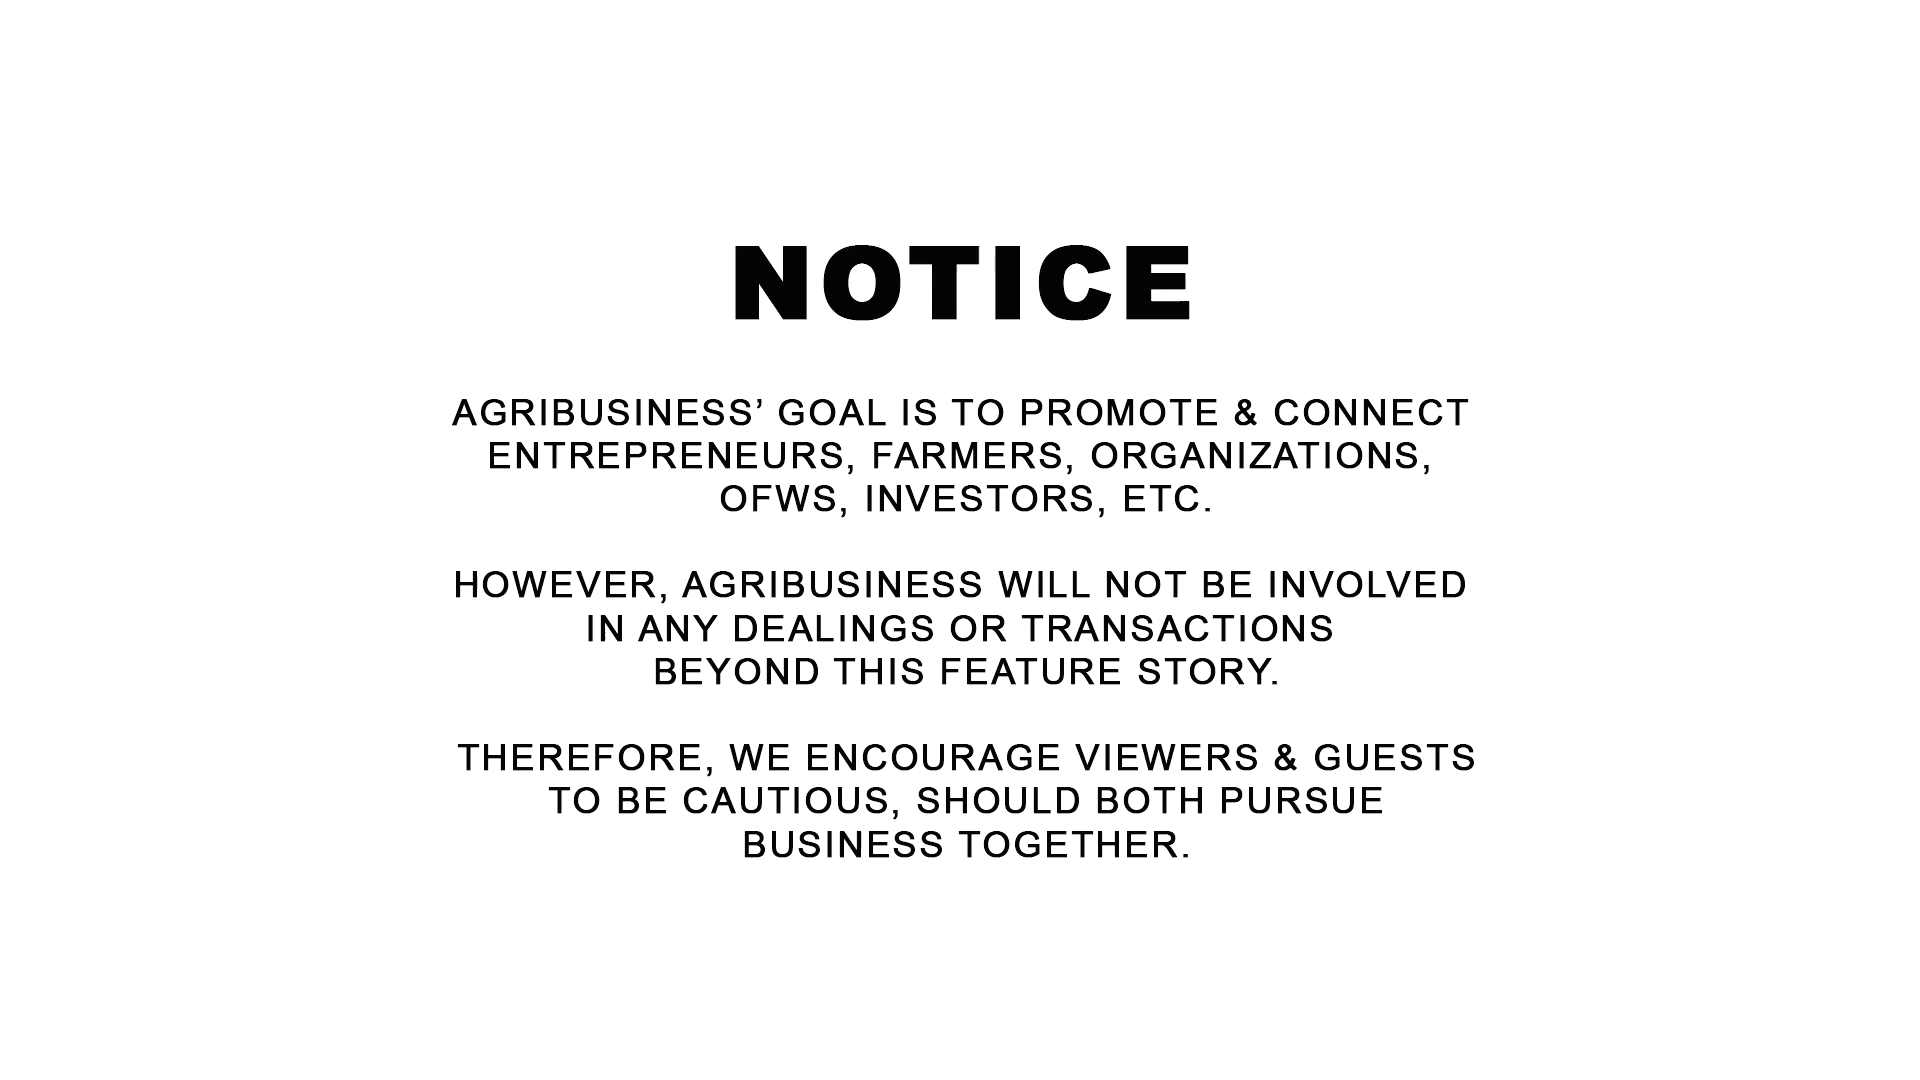 NOTICE
AGRIBUSINESS’ GOAL IS TO PROMOTE & CONNECT
ENTREPRENEURS, FARMERS, ORGANIZATIONS,
OFWS, INVESTORS, ETC.
HOWEVER, AGRIBUSINESS WILL NOT BE INVOLVED
IN ANY DEALINGS OR TRANSACTIONS
BEYOND THIS FEATURE STORY.
THEREFORE, WE ENCOURAGE VIEWERS & GUESTS
TO BE CAUTIOUS, SHOULD BOTH PURSUE
BUSINESS TOGETHER.